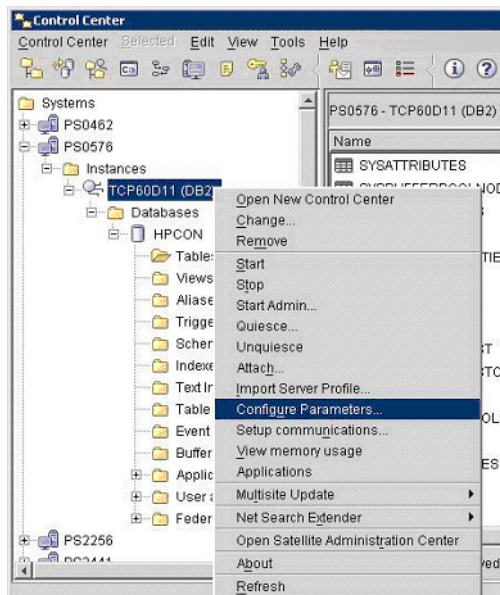 Control Center
Control Center Selected Edit View Tools Help
Systems
PS0462
PS0576
Instances
TCP60D11 (DB2)
Databases
HPCON
Tables
Views
Aliase
Trigge
Scher
Indexe
Text Ir
Table
Event
Buffer
Applic
User a
Feder
PS2256
PS2441
PS0576 - TCP60D11 (DB2)
Name
SYSATTRIBUTES
Open New Control Center
Change...
Remove
Start
Stop
Start Admin...
Quiesce...
Unquiesce
Attach...
Import Server Profile...
Configure Parameters...
Setup communications...
View memory usage
Applications
Multisite Update
Net Search Extender
Open Satellite Administration Center
About
Refresh